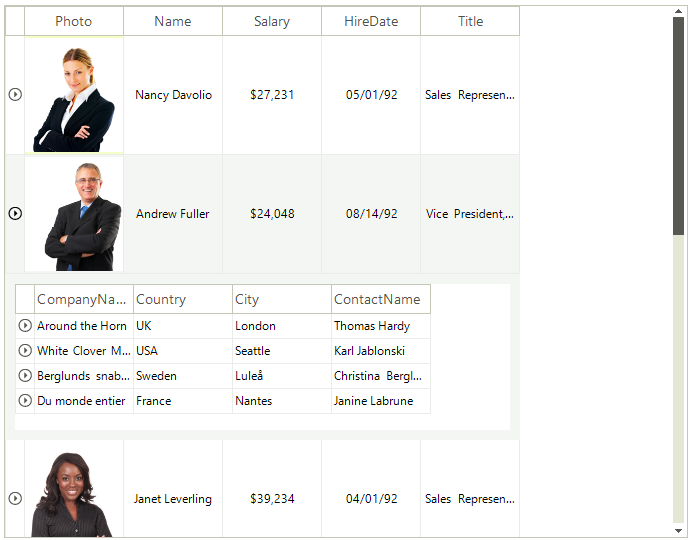 Photo Name Salary HireDate Title
Nancy Davolio $27,231 05/01/92 Sales Represen...
Andrew Fuller $24,048 08/14/92 Vice President,...
CompanyNa... Country City ContactName
Around the Horn UK London Thomas Hardy
White Clover M... USA Seattle Karl Jablonski
Berglunds snab... Sweden Luleå Christina Bergl...
Du monde entier France Nantes Janine Labrune
Janet Leverling $39,234 04/01/92 Sales Represen...